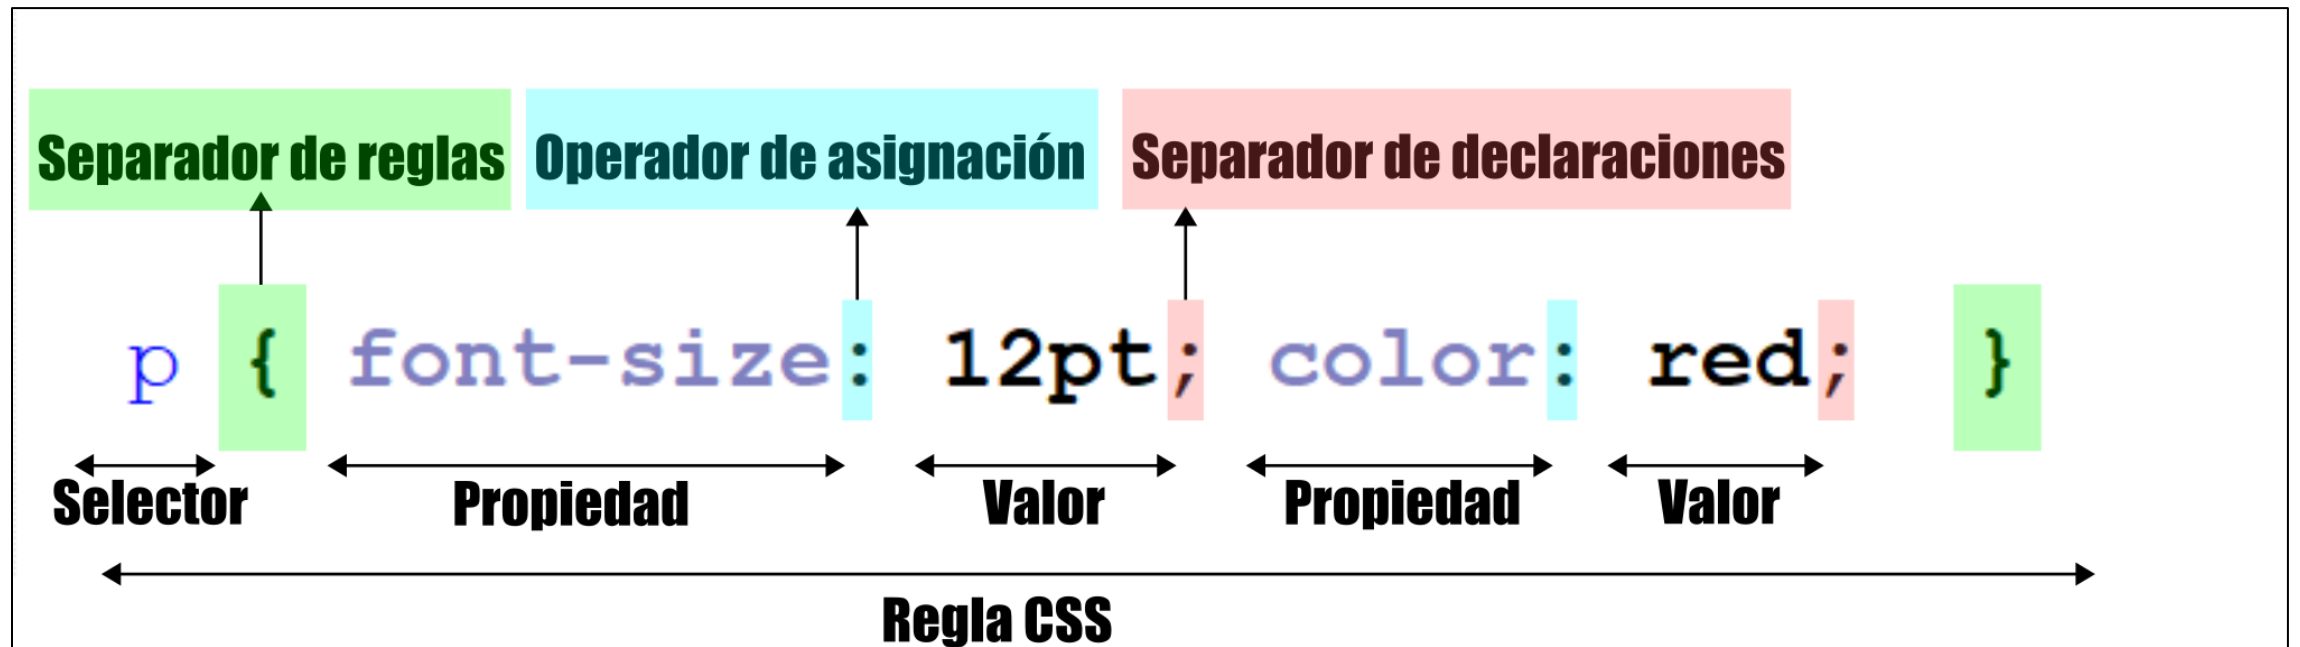 Separador de reglas Operador de asignación Separador de declaraciones
p { font-size: 12pt; color: red; }
Selector Propiedad Valor Propiedad Valor
Regla CSS